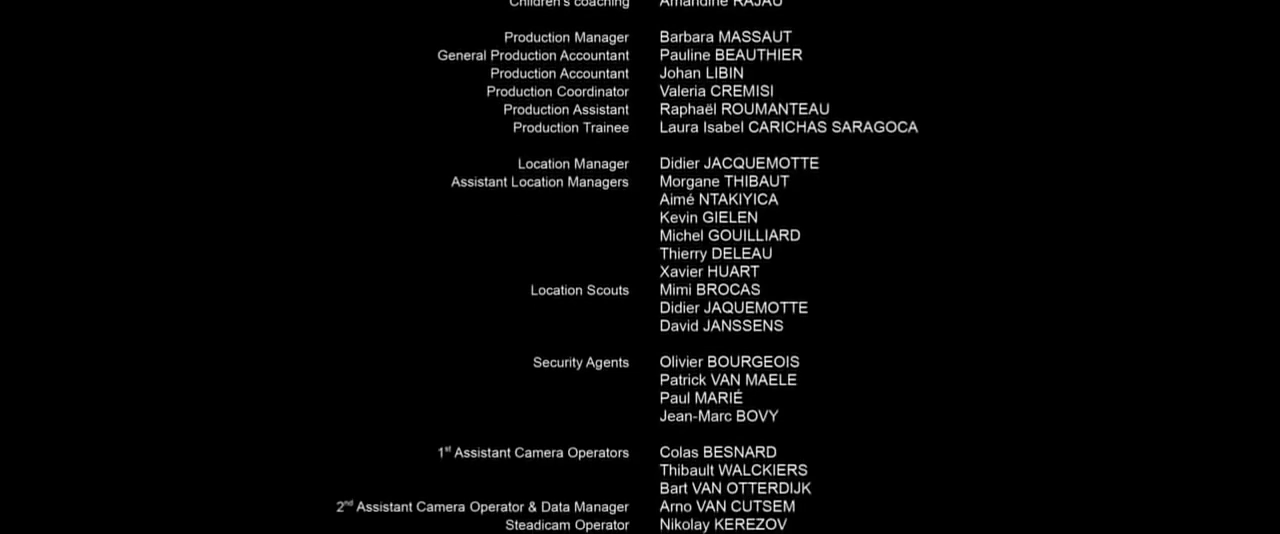 Children's coaching Amandine RAJAU
Production Manager Barbara MASSAUT
General Production Accountant Pauline BEAUTHIER
Production Accountant Johan LIBIN
Production Coordinator Valeria CREMISI
Production Assistant Raphaël ROUMANTEAU
Production Trainee Laura Isabel CARICHAS SARAGOCA
Location Manager Didier JACQUEMOTTE
Assistant Location Managers Morgane THIBAUT
Aimé NTAKIYICA
Kevin GIELEN
Michel GOUILLIARD
Thierry DELEAU
Xavier HUART
Location Scouts Mimi BROCAS
Didier JAQUEMOTTE
David JANSSENS
Security Agents Olivier BOURGEOIS
Patrick VAN MAELE
Paul MARIÉ
Jean-Marc BOVY
1st Assistant Camera Operators Colas BESNARD
Thibault WALCKIERS
Bart VAN OTTERDIJK
2nd Assistant Camera Operator & Data Manager Arno VAN CUTSEM
Steadicam Operator Nikolay KEREZOV